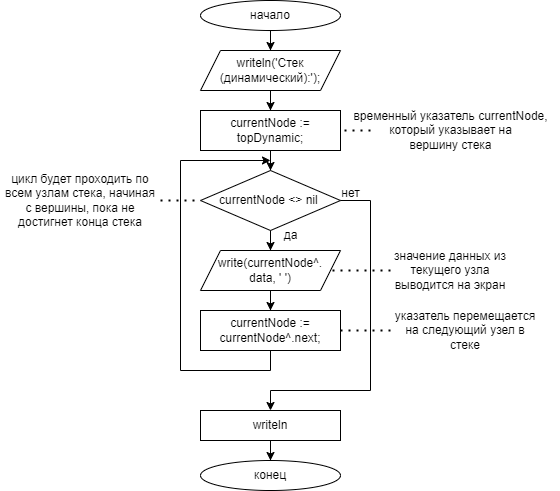 начало
writeln('Стек
(динамический):');
currentNode :=
topDynamic;
временный указатель currentNode,
который указывает на
вершину стека
цикл будет проходить по
всем узлам стека, начиная
с вершины, пока не
достигнет конца стека
currentNode <> nil
нет
да
write(currentNode^.
data, ' ')
значение данных из
текущего узла
выводится на экран
currentNode :=
currentNode^.next;
указатель перемещается
на следующий узел в
стеке
writeln
конец